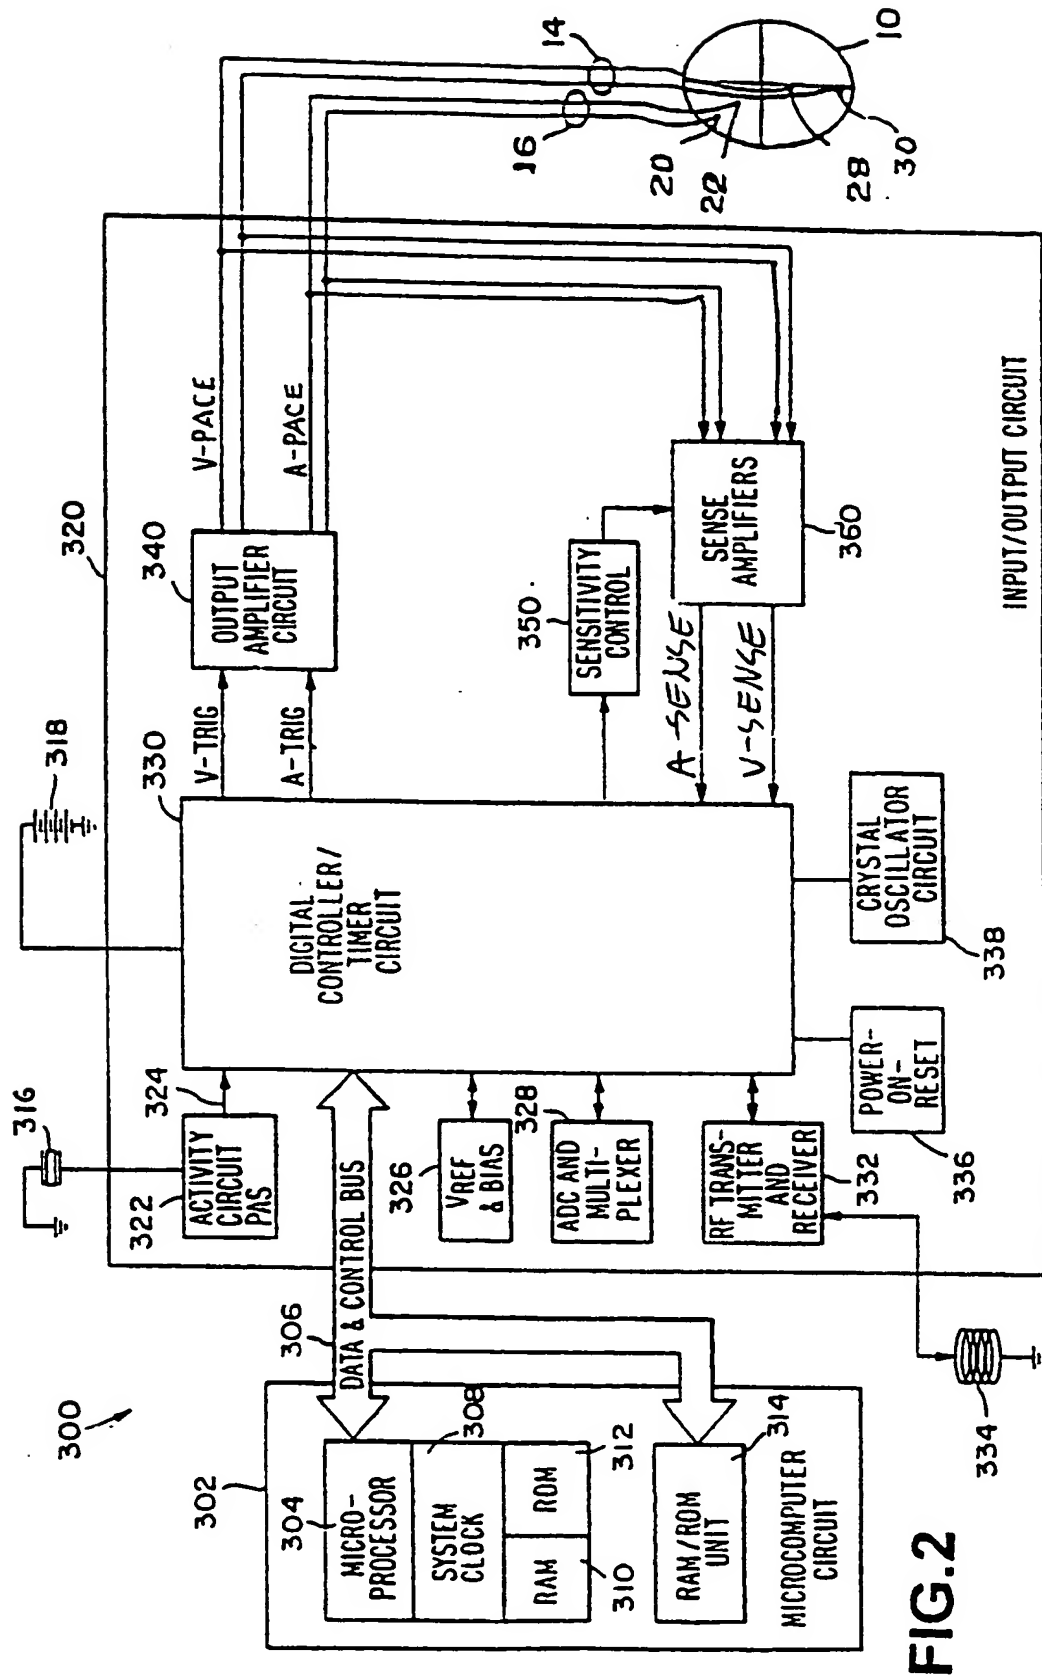 300
302
304
MICRO-
PROCESSOR
SYSTEM
CLOCK
308
RAM
ROM
310
312
RAM/ROM
UNIT
314
MICROCOMPUTER
CIRCUIT
306
DATA & CONTROL BUS
316
318
320
322
ACTIVITY
CIRCUIT
PAS
324
326
VREF
& BIAS
328
ADC AND
MULTI-
PLEXER
RF TRANS-
MITTER
AND
RECEIVER
332
334
330
DIGITAL
CONTROLLER/
TIMER
CIRCUIT
POWER-
ON-
RESET
336
CRYSTAL
OSCILLATOR
CIRCUIT
338
V-TRIG
A-TRIG
340
OUTPUT
AMPLIFIER
CIRCUIT
V-PACE
A-PACE
350
SENSITIVITY
CONTROL
A-SENSE
V-SENSE
SENSE
AMPLIFIERS
360
INPUT/OUTPUT CIRCUIT
14
16
20
22
10
28
30
FIG.2